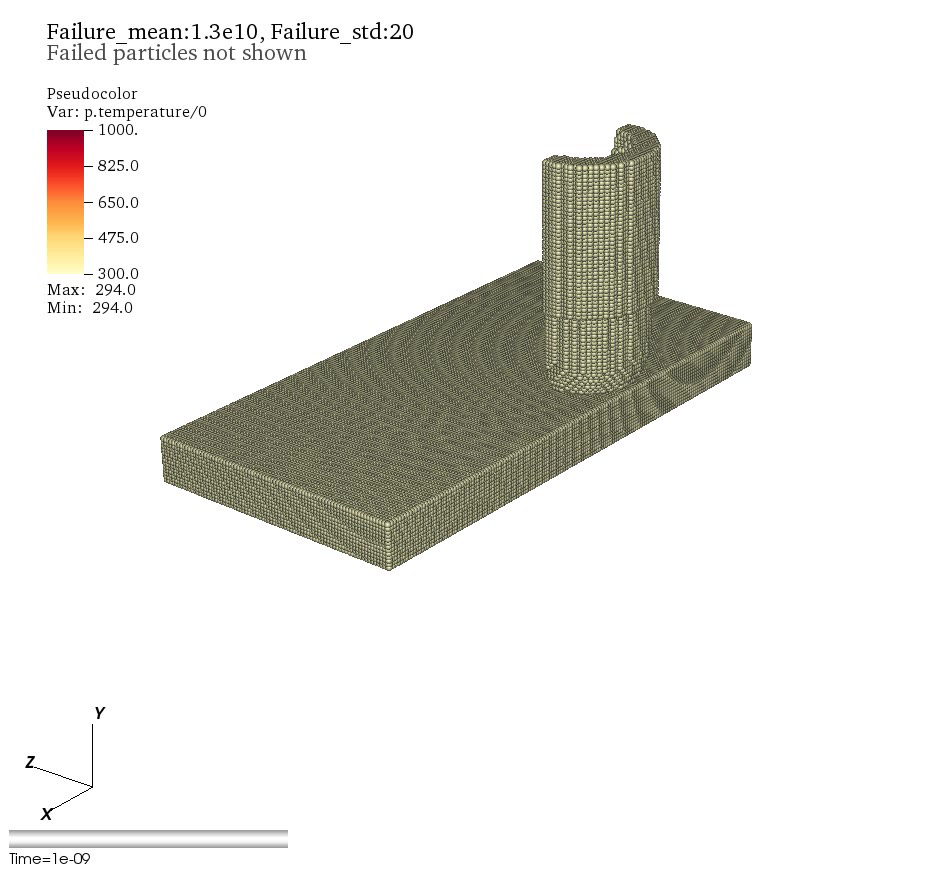 Failure_mean:1.3e10, Failure_std:20
Failed particles not shown
Pseudocolor
Var: p.temperature/0
1000.
825.0
650.0
475.0
300.0
Max: 294.0
Min: 294.0
Y
Z
X
Time=1e-09